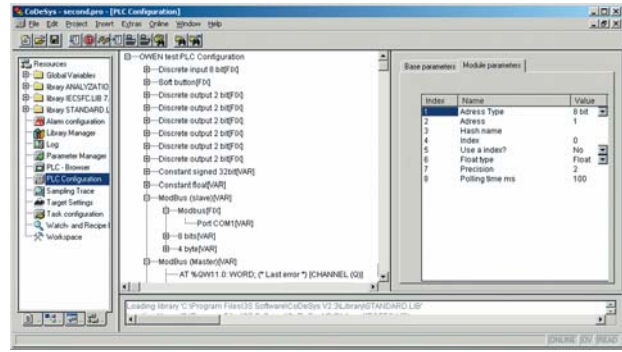 CoDeSys - second.pro - [PLC Configuration]
File Edit Project Insert Extras Online Window Help
Resources
Global Variables
library ANALYZATIO
library IECSFC.LIB 7.
library STANDARD.L
Alarm configuration
Library Manager
Log
Parameter Manager
PLC - Browser
PLC Configuration
Sampling Trace
Target Settings
Task configuration
Watch- and Recipe
Workspace
OWEN test PLC Configuration
Discrete input 8 bit[FIX]
Soft button[FIX]
Discrete output 2 bit[FIX]
Discrete output 2 bit[FIX]
Discrete output 2 bit[FIX]
Discrete output 2 bit[FIX]
Discrete output 2 bit[FIX]
Discrete output 2 bit[FIX]
Constant signed 32bit[VAR]
Constant float[VAR]
ModBus (slave)[VAR]
Modbus[FIX]
Port COM1[VAR]
8 bits[VAR]
4 byte[VAR]
ModBus (Master)[VAR]
AT %QW11.0: WORD; (* Last error *) [CHANNEL (Q)]
Base parameters Module parameters
Index Name Value
1 Adress Type 8 bit
2 Adress 1
3 Hash name
4 Index 0
5 Use a index? No
6 Float type Float
7 Precision 2
8 Polling time ms 100
Loading library 'C:\Program Files\3S Software\CoDeSys V2.3\Library\STANDARD.LIB'
ONLINE OV READ